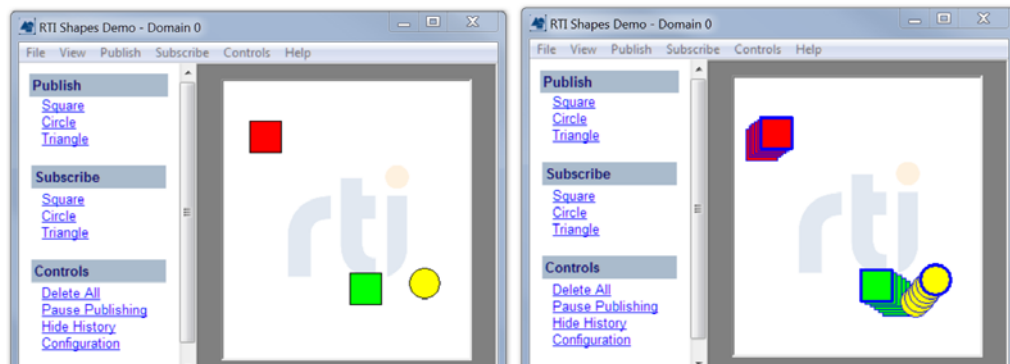 RTI Shapes Demo - Domain 0
File View Publish Subscribe Controls Help
Publish
Square
Circle
Triangle
Subscribe
Square
Circle
Triangle
Controls
Delete All
Pause Publishing
Hide History
Configuration
rti
RTI Shapes Demo - Domain 0
File View Publish Subscribe Controls Help
Publish
Square
Circle
Triangle
Subscribe
Square
Circle
Triangle
Controls
Delete All
Pause Publishing
Hide History
Configuration
rti